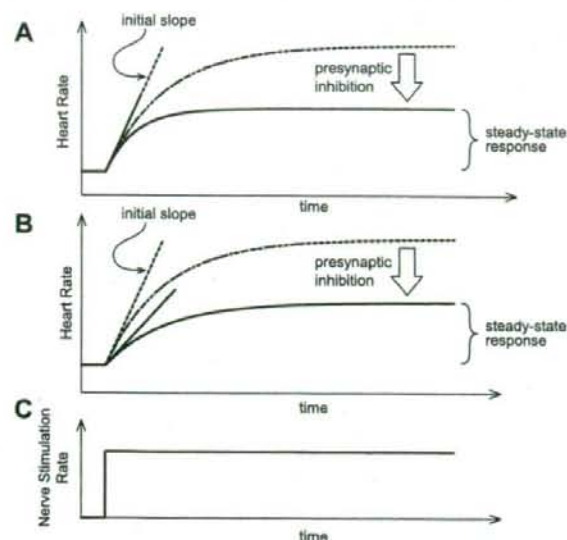 A
initial slope
Heart Rate
presynaptic
inhibition
steady-state
response
time
B
initial slope
Heart Rate
presynaptic
inhibition
steady-state
response
time
C
Nerve Stimulation
Rate
time